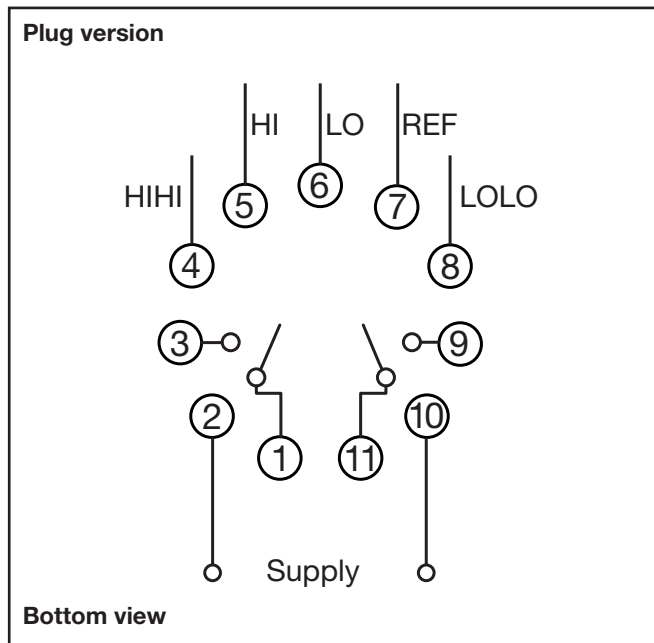 Plug version
HI LO REF
HIHI 5 6 7 LOLO
4 8
3 9
2 10
1 11
Supply
Bottom view